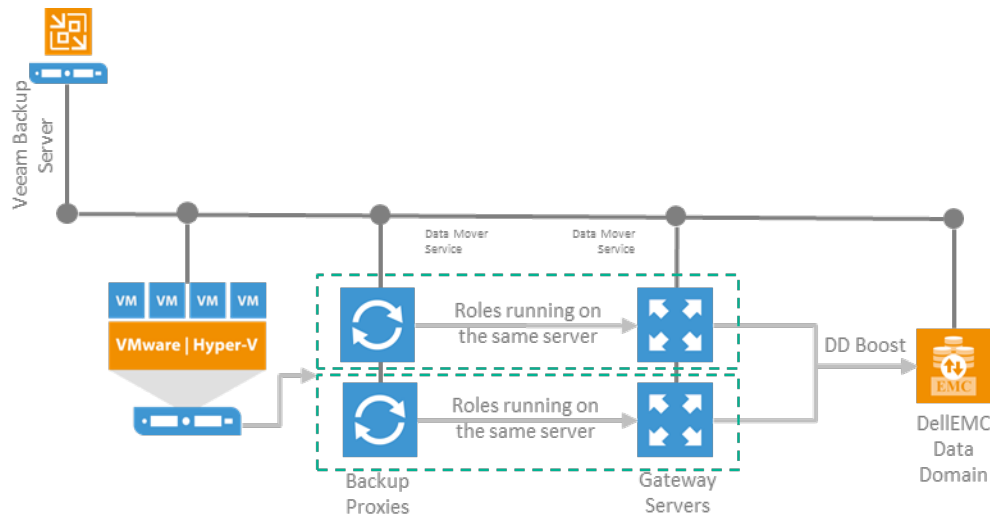 Veeam Backup
Server
Data Mover
Service
Data Mover
Service
VM
VM
VM
VM
VMware | Hyper-V
Roles running on
the same server
DD Boost
EMC
Roles running on
the same server
DellEMC
Data
Domain
Backup
Proxies
Gateway
Servers